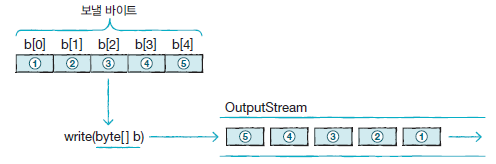 보낼 바이트
b[0] b[1] b[2] b[3] b[4]
① ② ③ ④ ⑤
OutputStream
write(byte[] b)
⑤ ④ ③ ② ①